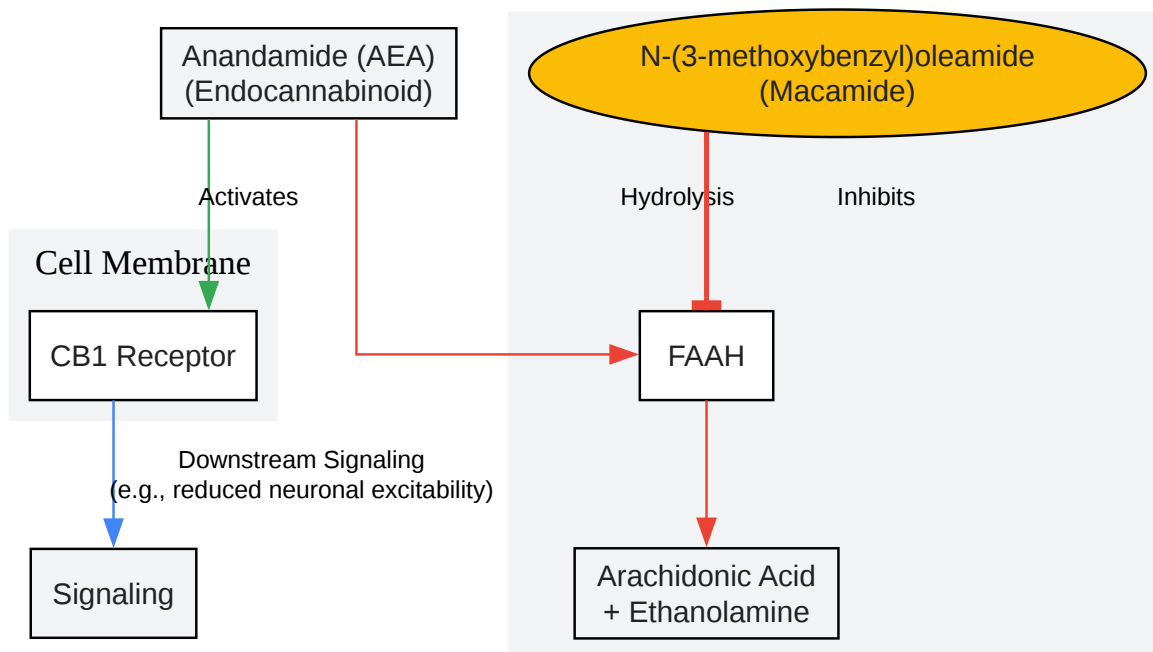 Anandamide (AEA)
(Endocannabinoid)
N-(3-methoxybenzyl)oleamide
(Macamide)
Activates
Hydrolysis
Inhibits
Cell Membrane
CB1 Receptor
FAAH
Downstream Signaling
(e.g., reduced neuronal excitability)
Signaling
Arachidonic Acid
+ Ethanolamine